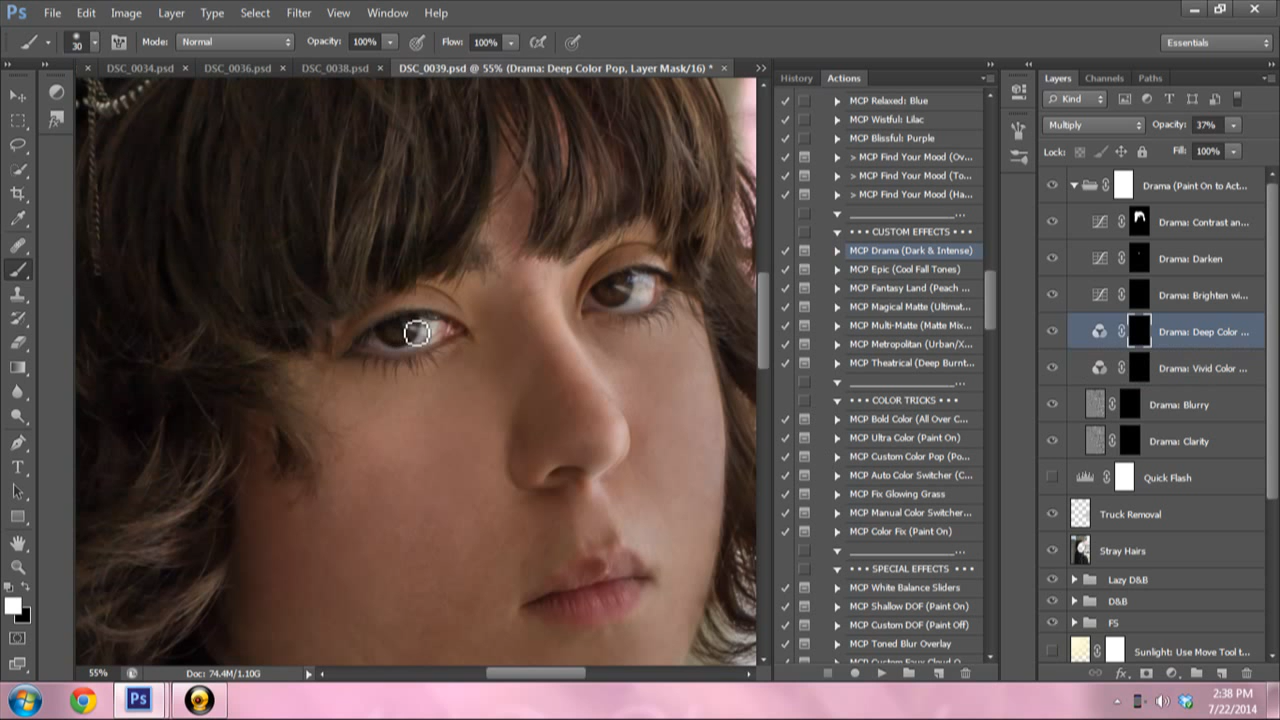 Ps File Edit Image Layer Type Select Filter View Window Help
30 Mode: Normal Opacity: 100% Flow: 100% Essentials
DSC_0034.psd × DSC_0036.psd × DSC_0038.psd × DSC_0039.psd @ 55% (Drama: Deep Color Pop, Layer Mask/16) * ×
History Actions
MCP Relaxed: Blue
MCP Wistful: Lilac
MCP Blissful: Purple
> MCP Find Your Mood (Ov...
> MCP Find Your Mood (To...
> MCP Find Your Mood (Ha...
• • • CUSTOM EFFECTS • • •
MCP Drama (Dark & Intense)
MCP Epic (Cool Fall Tones)
MCP Fantasy Land (Peach ...
MCP Magical Matte (Ultimat...
MCP Multi-Matte (Matte Mix...
MCP Metropolitan (Urban/X...
MCP Theatrical (Deep Burnt...
• • • COLOR TRICKS • • •
MCP Bold Color (All Over C...
MCP Ultra Color (Paint On)
MCP Custom Color Pop (Po...
MCP Auto Color Switcher (C...
MCP Fix Glowing Grass
MCP Manual Color Switcher...
MCP Color Fix (Paint On)
• • • SPECIAL EFFECTS • • •
MCP White Balance Sliders
MCP Shallow DOF (Paint On)
MCP Custom DOF (Paint Off)
MCP Toned Blur Overlay
Layers Channels Paths
Kind
Multiply Opacity: 37%
Lock: Fill: 100%
Drama (Paint On to Act...
Drama: Contrast an...
Drama: Darken
Drama: Brighten wi...
Drama: Deep Color ...
Drama: Vivid Color ...
Drama: Blurry
Drama: Clarity
Quick Flash
Truck Removal
Stray Hairs
Lazy D&B
D&B
FS
Sunlight: Use Move Tool t...
fx
55% Doc: 74.4M/1.10G
Ps
2:38 PM
7/22/2014